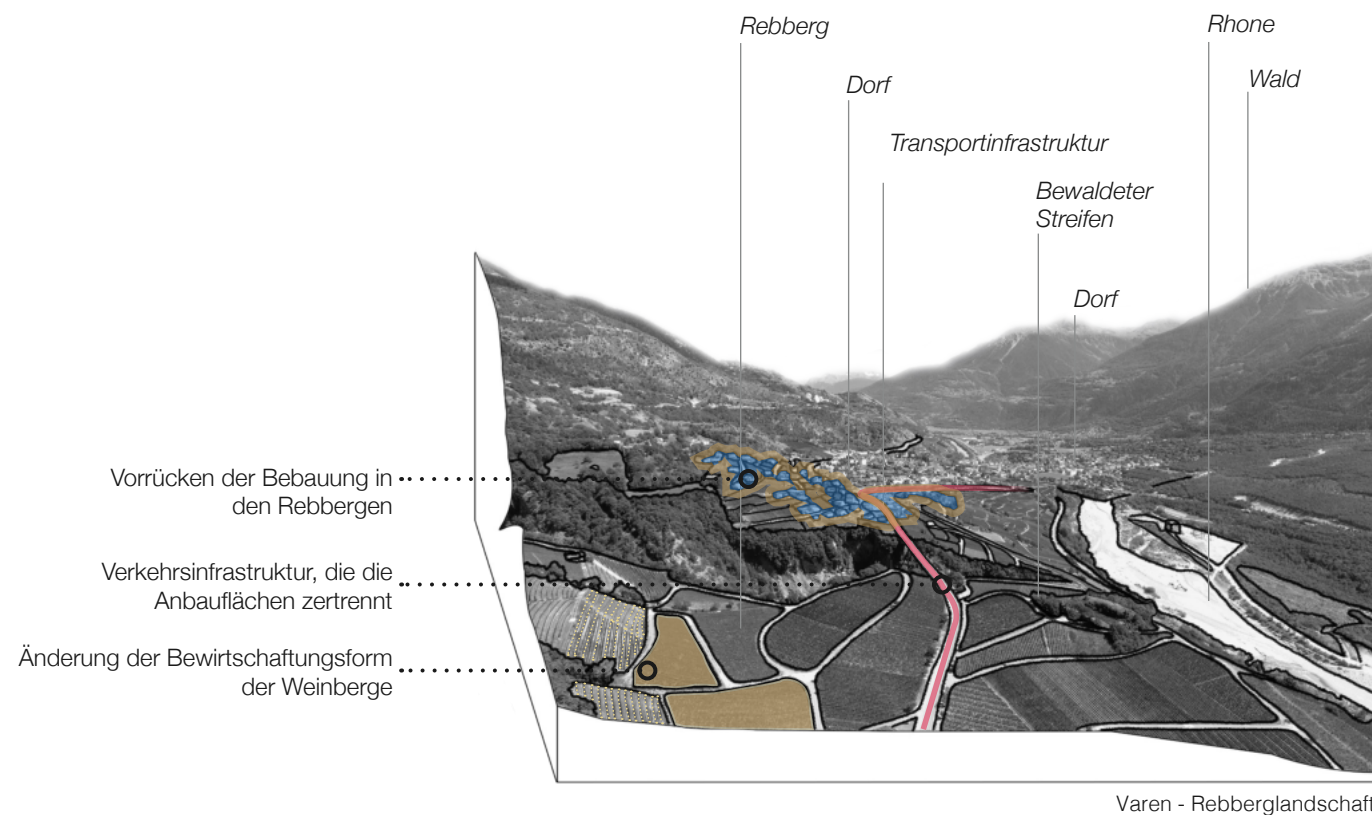 Rebberg
Rhone
Dorf
Wald
Transportinfrastruktur
Bewaldeter
Streifen
Dorf
Vorrücken der Bebauung in
den Rebbergen
Verkehrsinfrastruktur, die die
Anbauflächen zertrennt
Änderung der Bewirtschaftungsform
der Weinberge
Varen - Rebberglandschaft